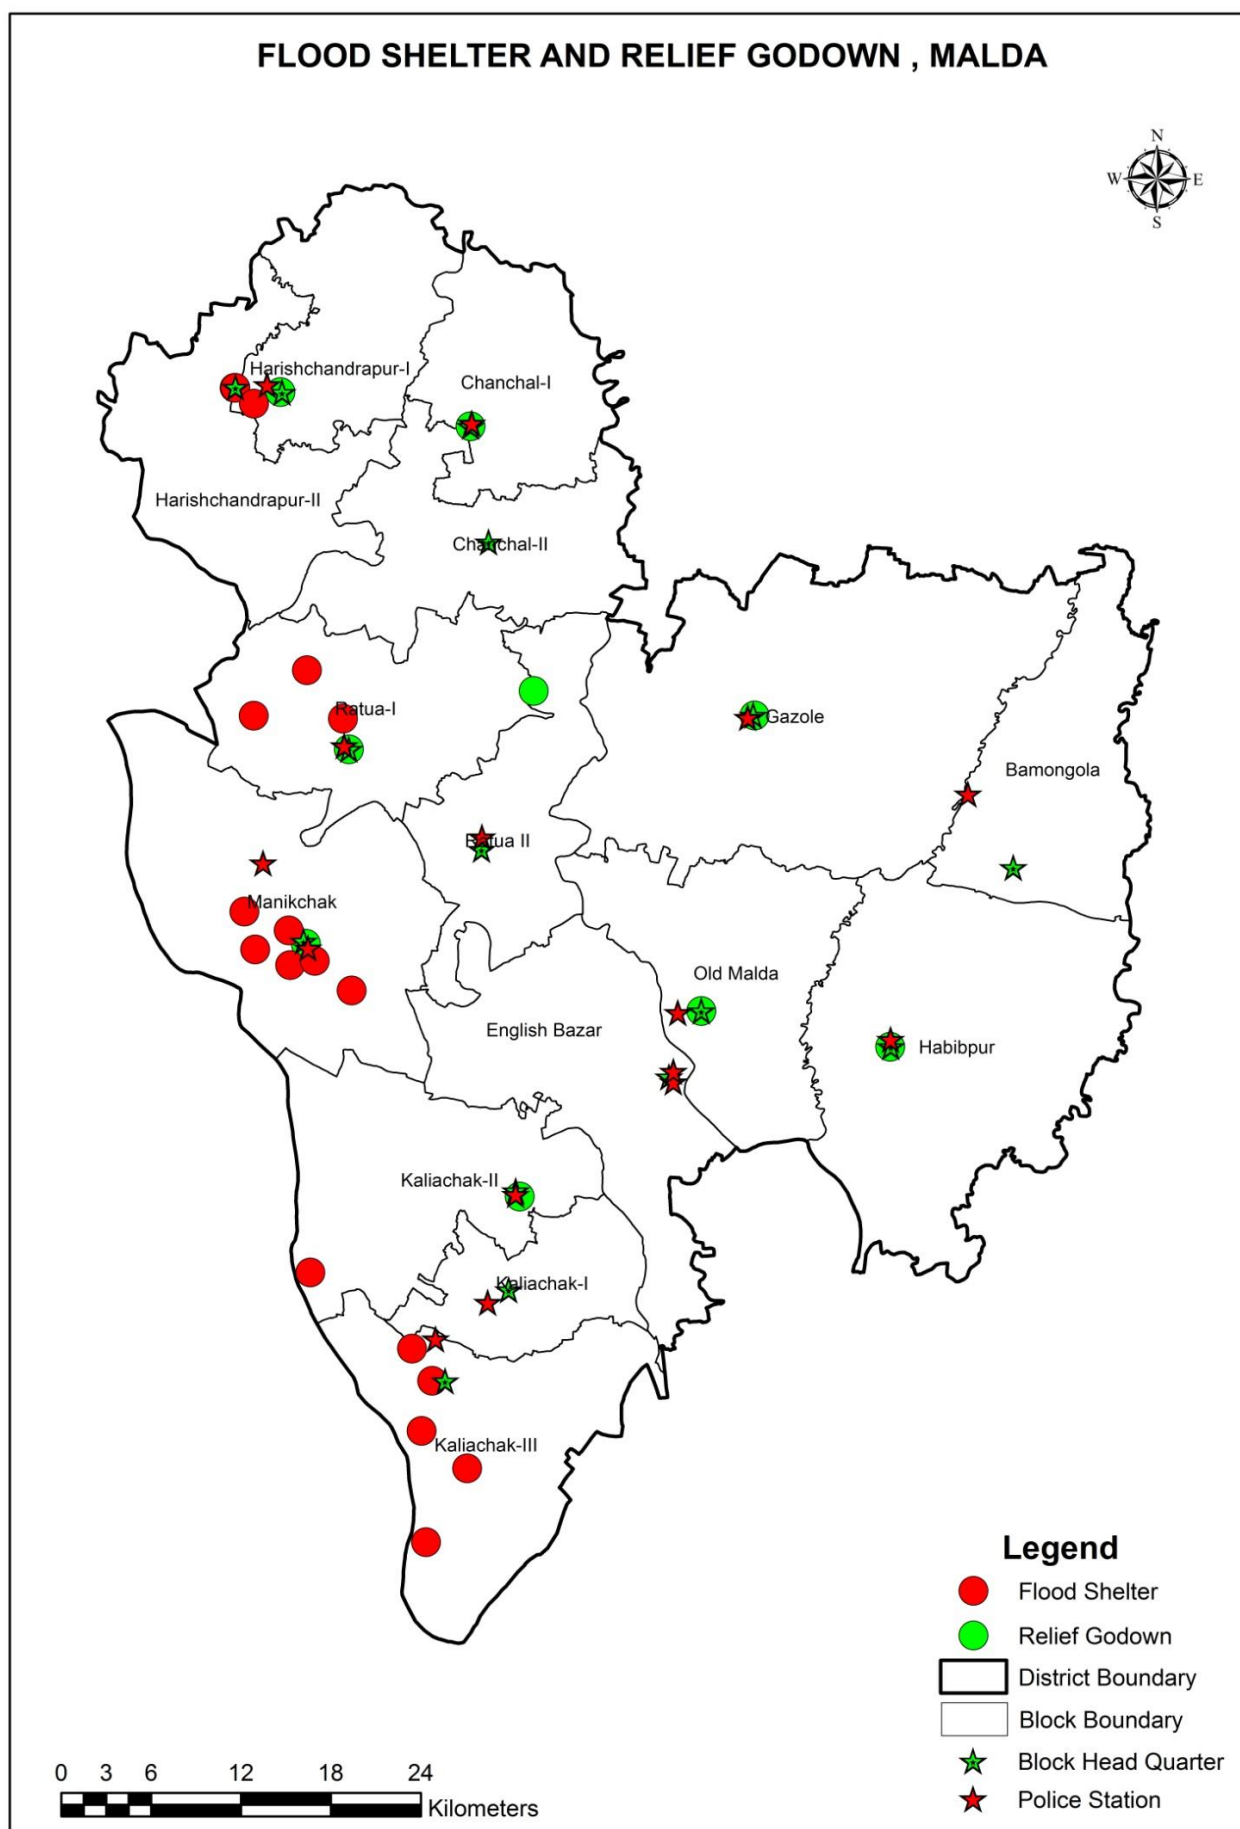 FLOOD SHELTER AND RELIEF GODOWN , MALDA
N
W E
S
Harishchandrapur-I
Chanchal-I
Harishchandrapur-II
Chanchal-II
Ratua-I
Gazole
Bamongola
Ratua II
Manikchak
Old Malda
English Bazar
Habibpur
Kaliachak-II
Kaliachak-I
Kaliachak-III
Legend
Flood Shelter
Relief Godown
District Boundary
Block Boundary
Block Head Quarter
Police Station
0 3 6 12 18 24
Kilometers